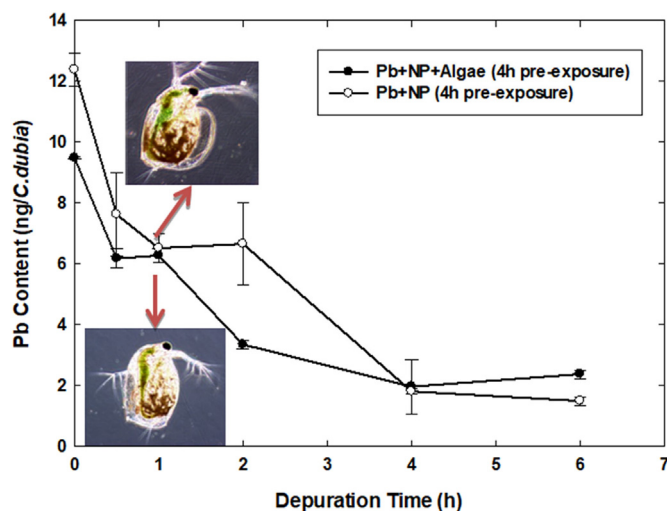 14
12
10
8
6
4
2
0
Pb Content (ng/C.dubia)
Pb+NP+Algae (4h pre-exposure)
Pb+NP (4h pre-exposure)
0 1 2 3 4 5 6 7
Depuration Time (h)